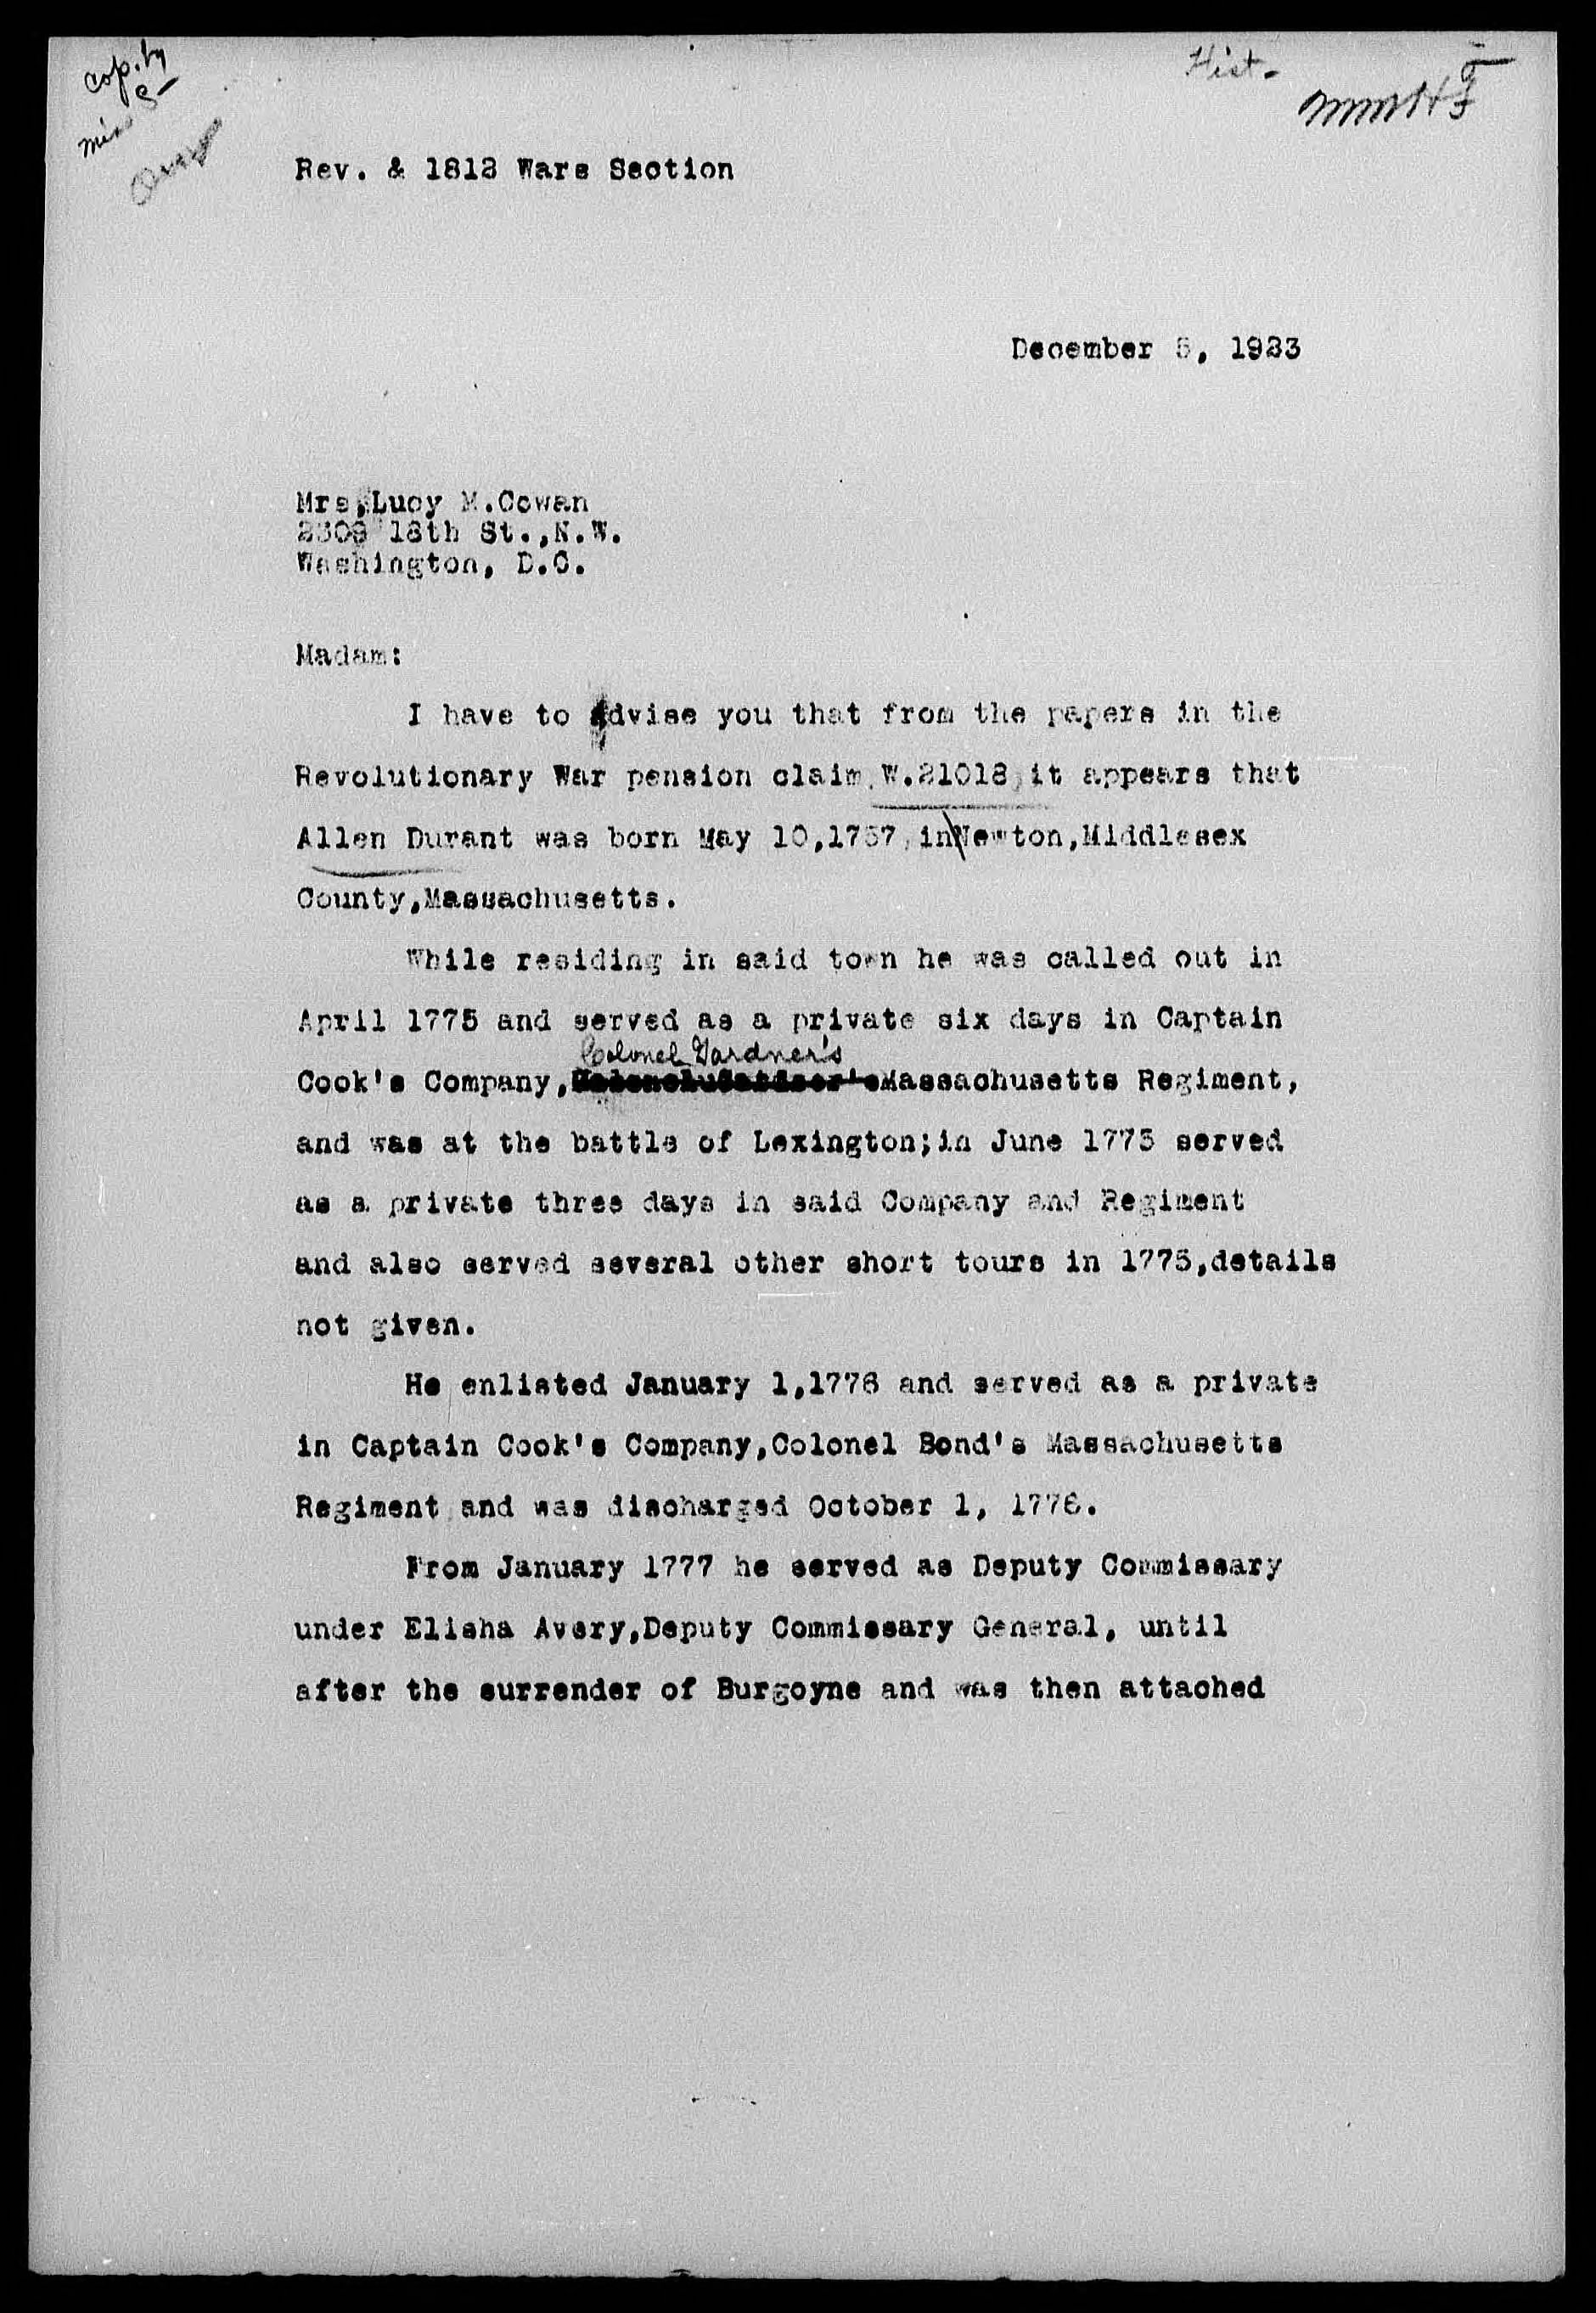 cop. by
Hist.
Rev. & 1812 Wars Section
December 5, 1923
Mrs.Lucy M.Cowan
2309 18th St.,N.W.
Washington, D.C.
Madam:
I have to advise you that from the papers in the
Revolutionary War pension claim,W.21018,it appears that
Allen Durant was born May 10,1757,in\Newton,Middlesex
County,Massachusetts.
While residing in said town he was called out in
April 1775 and served as a private six days in Captain
Colonel Gardner's
Cook's Company, Massachusetts Regiment,
and was at the battle of Lexington;in June 1775 served
as a private three days in said Company and Regiment
and also served several other short tours in 1775,details
not given.
He enlisted January 1,1776 and served as a private
in Captain Cook's Company,Colonel Bond's Massachusetts
Regiment and was discharged October 1, 1776.
From January 1777 he served as Deputy Commissary
under Elisha Avery,Deputy Commissary General, until
after the surrender of Burgoyne and was then attached